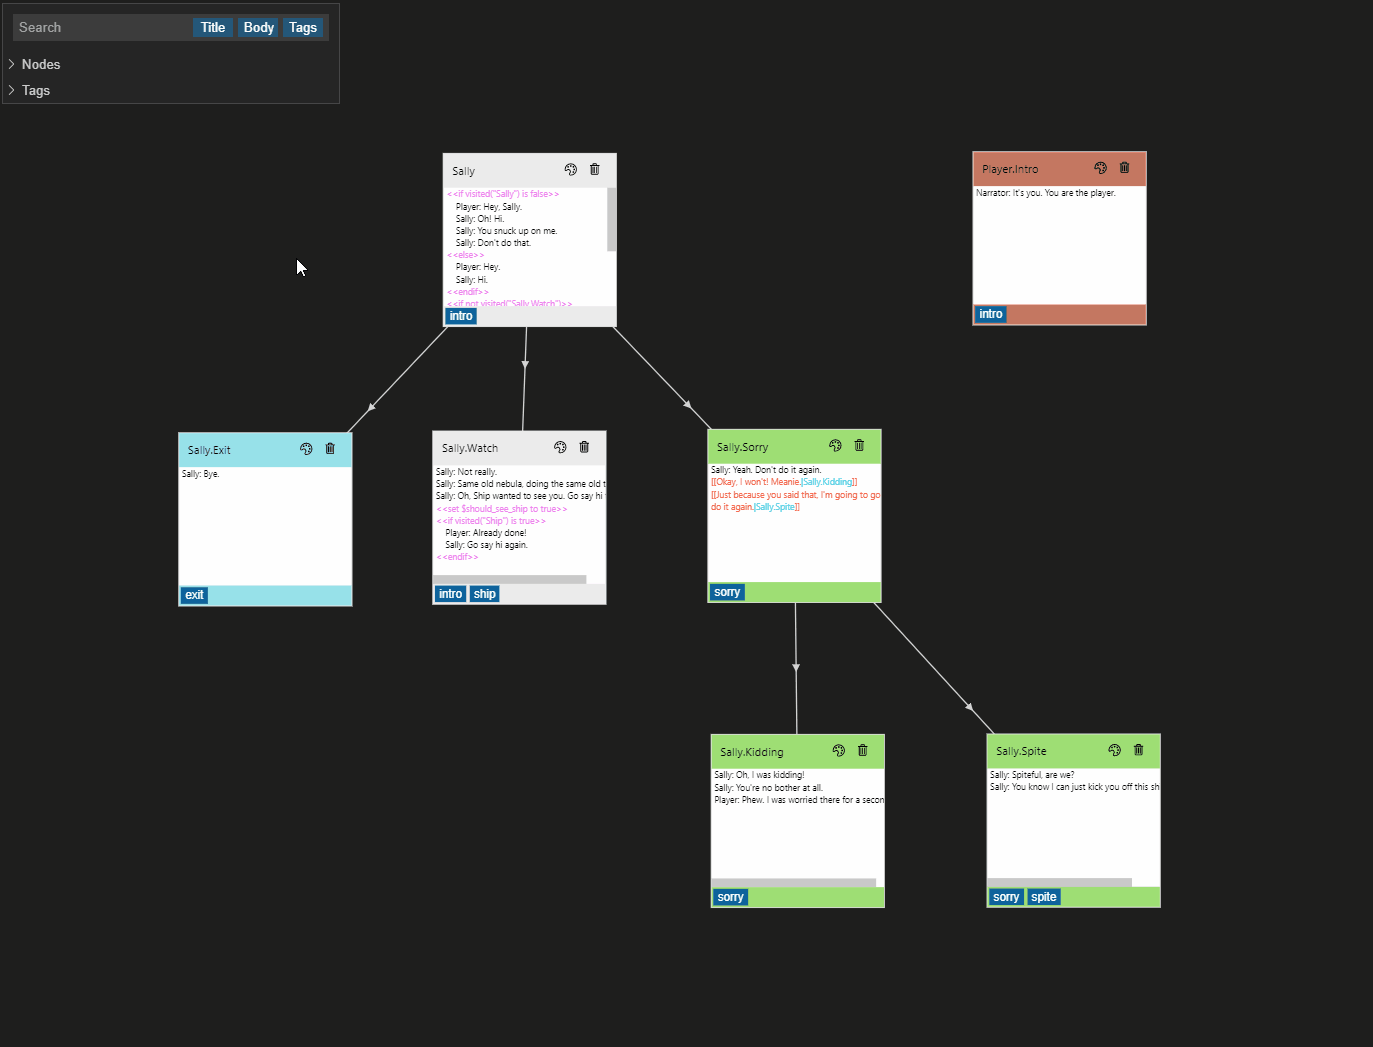 Search Title Body Tags
Nodes
Tags
Sally
<<if visited("Sally") is false>>
Player: Hey, Sally.
Sally: Oh! Hi.
Sally: You snuck up on me.
Sally: Don't do that.
<<else>>
Player: Hey.
Sally: Hi.
<<endif>>
<<if not visited("Sally.Watch")>>
intro
Player.Intro
Narrator: It's you. You are the player.
intro
Sally.Exit
Sally: Bye.
exit
Sally.Watch
Sally: Not really.
Sally: Same old nebula, doing the same old t
Sally: Oh, Ship wanted to see you. Go say hi
<<set $should_see_ship to true>>
<<if visited("Ship") is true>>
Player: Already done!
Sally: Go say hi again.
<<endif>>
intro ship
Sally.Sorry
Sally: Yeah. Don't do it again.
[[Okay, I won't! Meanie.|Sally.Kidding]]
[[Just because you said that, I'm going to go
do it again.|Sally.Spite]]
sorry
Sally.Kidding
Sally: Oh, I was kidding!
Sally: You're no bother at all.
Player: Phew. I was worried there for a secon
sorry
Sally.Spite
Sally: Spiteful, are we?
Sally: You know I can just kick you off this sh
sorry spite